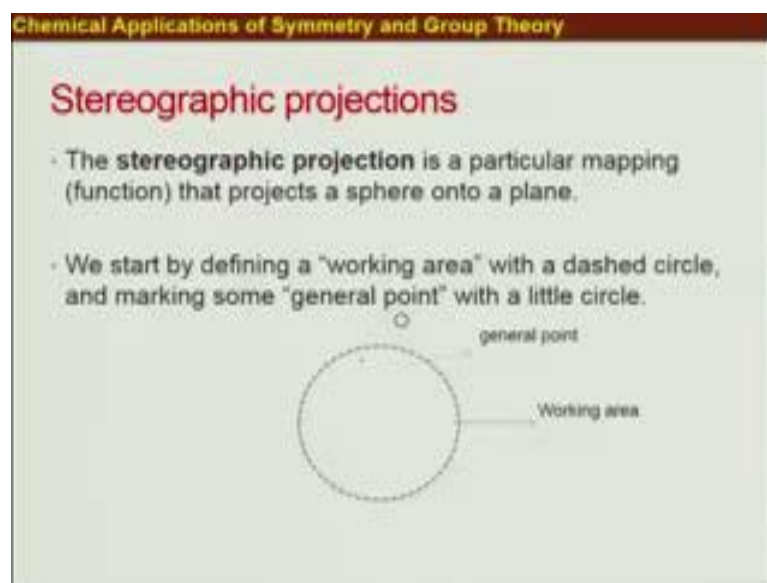 Chemical Applications of Symmetry and Group Theory
Stereographic projections
· The stereographic projection is a particular mapping
(function) that projects a sphere onto a plane.
· We start by defining a "working area" with a dashed circle,
and marking some "general point" with a little circle.
general point
Working area